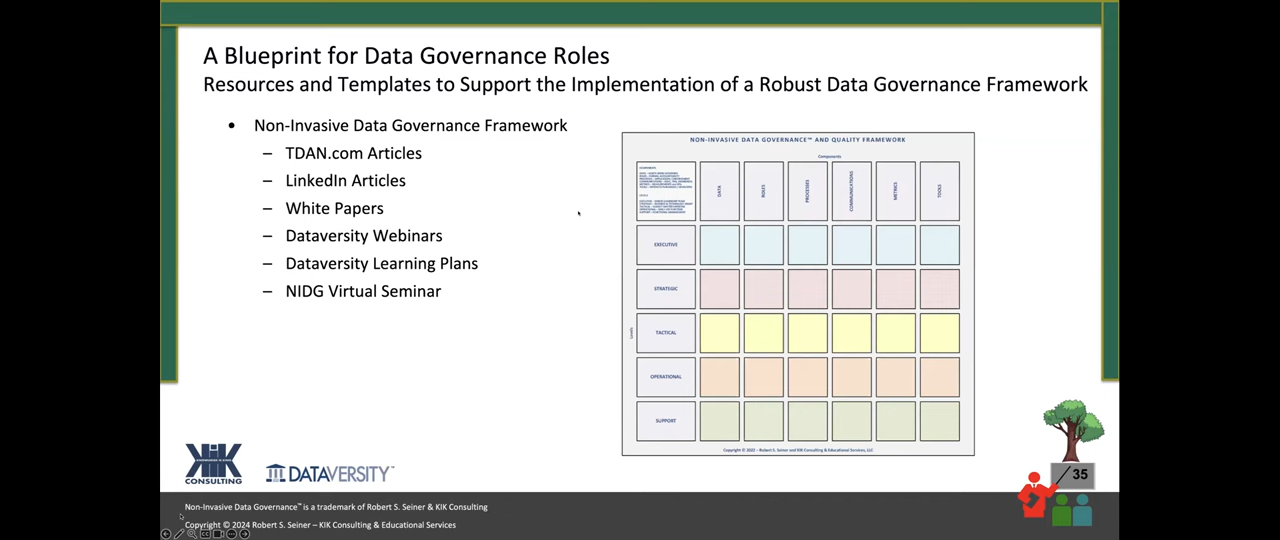 A Blueprint for Data Governance Roles
Resources and Templates to Support the Implementation of a Robust Data Governance Framework
• Non-Invasive Data Governance Framework
– TDAN.com Articles
– LinkedIn Articles
– White Papers
– Dataversity Webinars
– Dataversity Learning Plans
– NIDG Virtual Seminar
NON-INVASIVE DATA GOVERNANCE™ AND QUALITY FRAMEWORK
Components
DATA
ROLES
PROCESSES
COMMUNICATIONS
METRICS
TOOLS
Levels
EXECUTIVE
STRATEGIC
TACTICAL
OPERATIONAL
SUPPORT
Copyright © 2022 – Robert S. Seiner and KIK Consulting & Educational Services, LLC
KIK
CONSULTING
DATAVERSITY™
35
Non-Invasive Data Governance™ is a trademark of Robert S. Seiner & KIK Consulting
Copyright © 2024 Robert S. Seiner – KIK Consulting & Educational Services